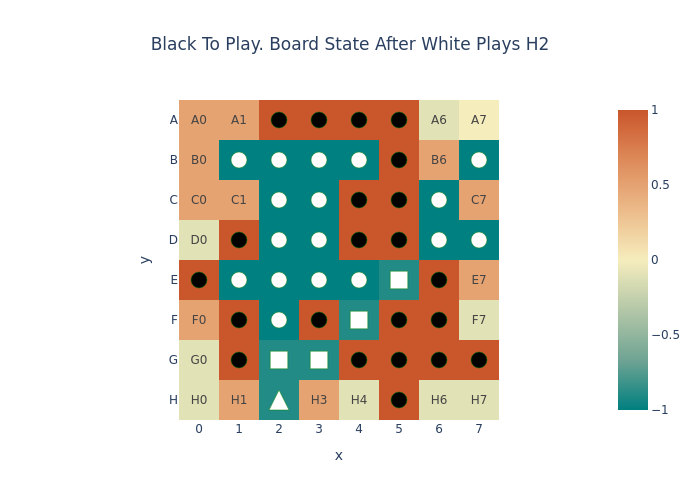 Black To Play. Board State After White Plays H2
A A0 A1 A6 A7 1
B B0 B6
C C0 C1 C7 0.5
D D0
y 0
E E7
F F0 F7 −0.5
G G0
H H0 H1 H3 H4 H6 H7 −1
0 1 2 3 4 5 6 7
x